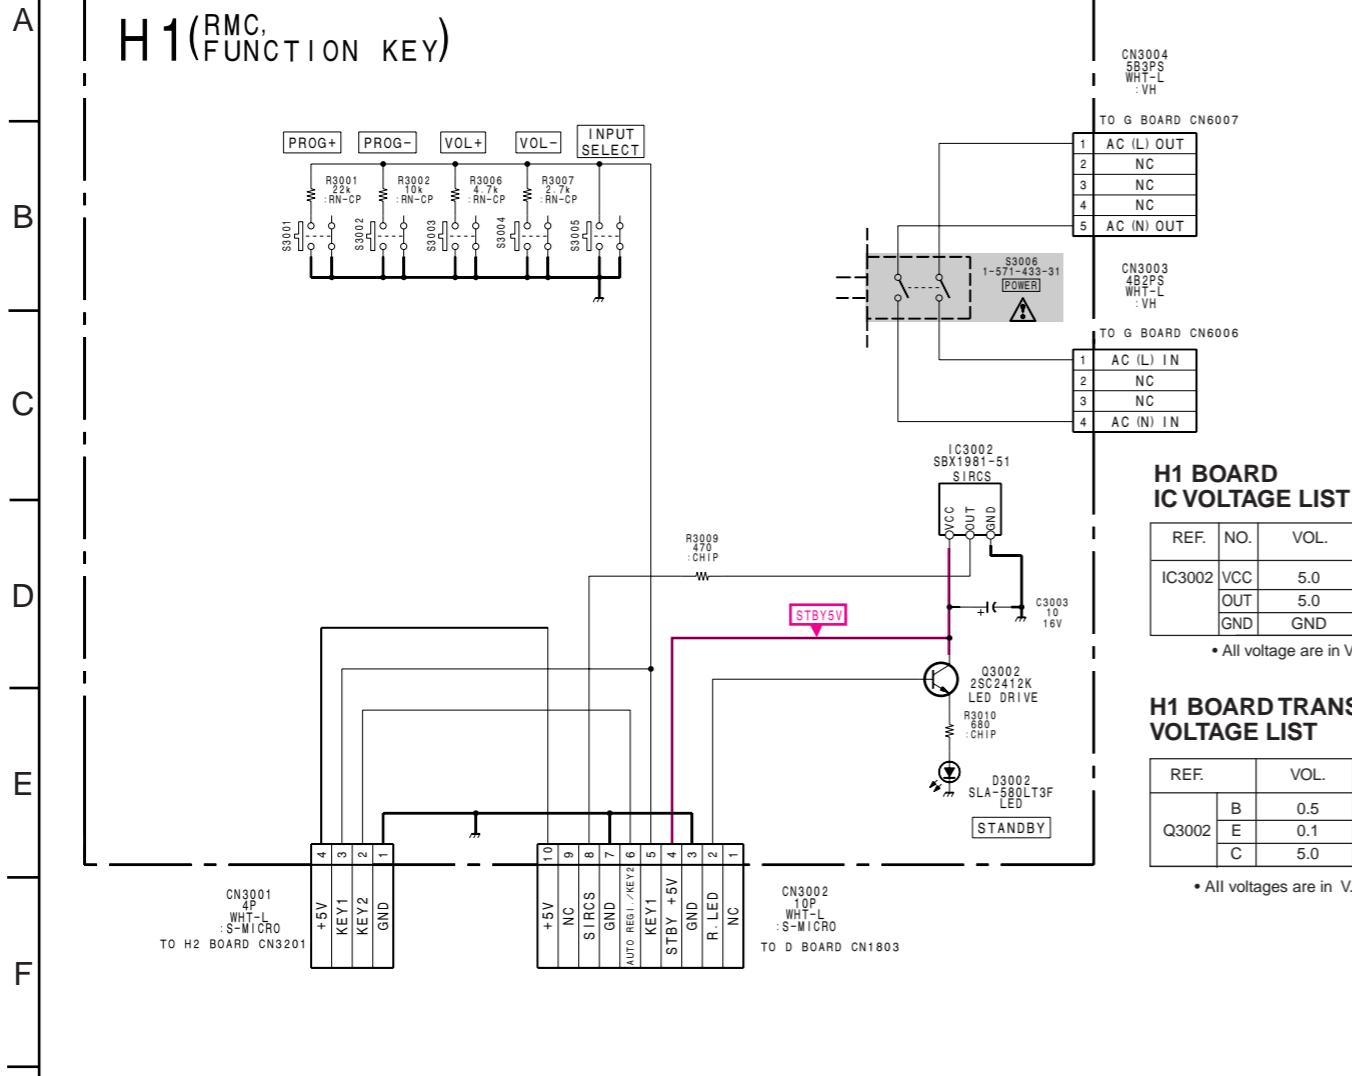 A
B
C
D
E
F
H1 (RMC,
FUNCTION KEY)
PROG+
PROG-
VOL+
VOL-
INPUT
SELECT
R3001
22k
:RN-CP
R3002
10k
:RN-CP
R3006
4.7k
:RN-CP
R3007
2.7k
:RN-CP
S3001
S3002
S3003
S3004
S3005
CN3004
5B3PS
WHT-L
:VH
TO G BOARD CN6007
1 AC (L) OUT
2 NC
3 NC
4 NC
5 AC (N) OUT
S3006
1-571-433-31
POWER
CN3003
4B2PS
WHT-L
:VH
TO G BOARD CN6006
1 AC (L) IN
2 NC
3 NC
4 AC (N) IN
IC3002
SBX1981-51
SIRCS
VCC
OUT
GND
R3009
470
:CHIP
C3003
10
16V
+
STBY5V
Q3002
2SC2412K
LED DRIVE
R3010
680
:CHIP
D3002
SLA-580LT3F
LED
STANDBY
H1 BOARD
IC VOLTAGE LIST
REF. NO. VOL.
IC3002 VCC 5.0
OUT 5.0
GND GND
• All voltage are in V
H1 BOARD TRANS
VOLTAGE LIST
REF. VOL.
Q3002 B 0.5
E 0.1
C 5.0
• All voltages are in V.
CN3001
4P
WHT-L
:S-MICRO
TO H2 BOARD CN3201
4 +5V
3 KEY1
2 KEY2
1 GND
10 +5V
9 NC
8 SIRCS
7 GND
6 AUTO REGI./KEY2
5 KEY1
4 STBY +5V
3 GND
2 R.LED
1 NC
CN3002
10P
WHT-L
:S-MICRO
TO D BOARD CN1803